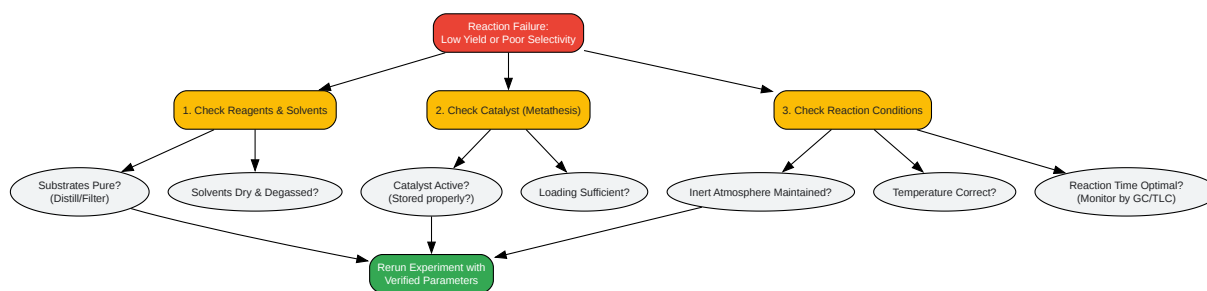 Reaction Failure:
Low Yield or Poor Selectivity
1. Check Reagents & Solvents
2. Check Catalyst (Metathesis)
3. Check Reaction Conditions
Substrates Pure?
(Distill/Filter)
Solvents Dry & Degassed?
Catalyst Active?
(Stored properly?)
Loading Sufficient?
Inert Atmosphere Maintained?
Temperature Correct?
Reaction Time Optimal?
(Monitor by GC/TLC)
Rerun Experiment with
Verified Parameters